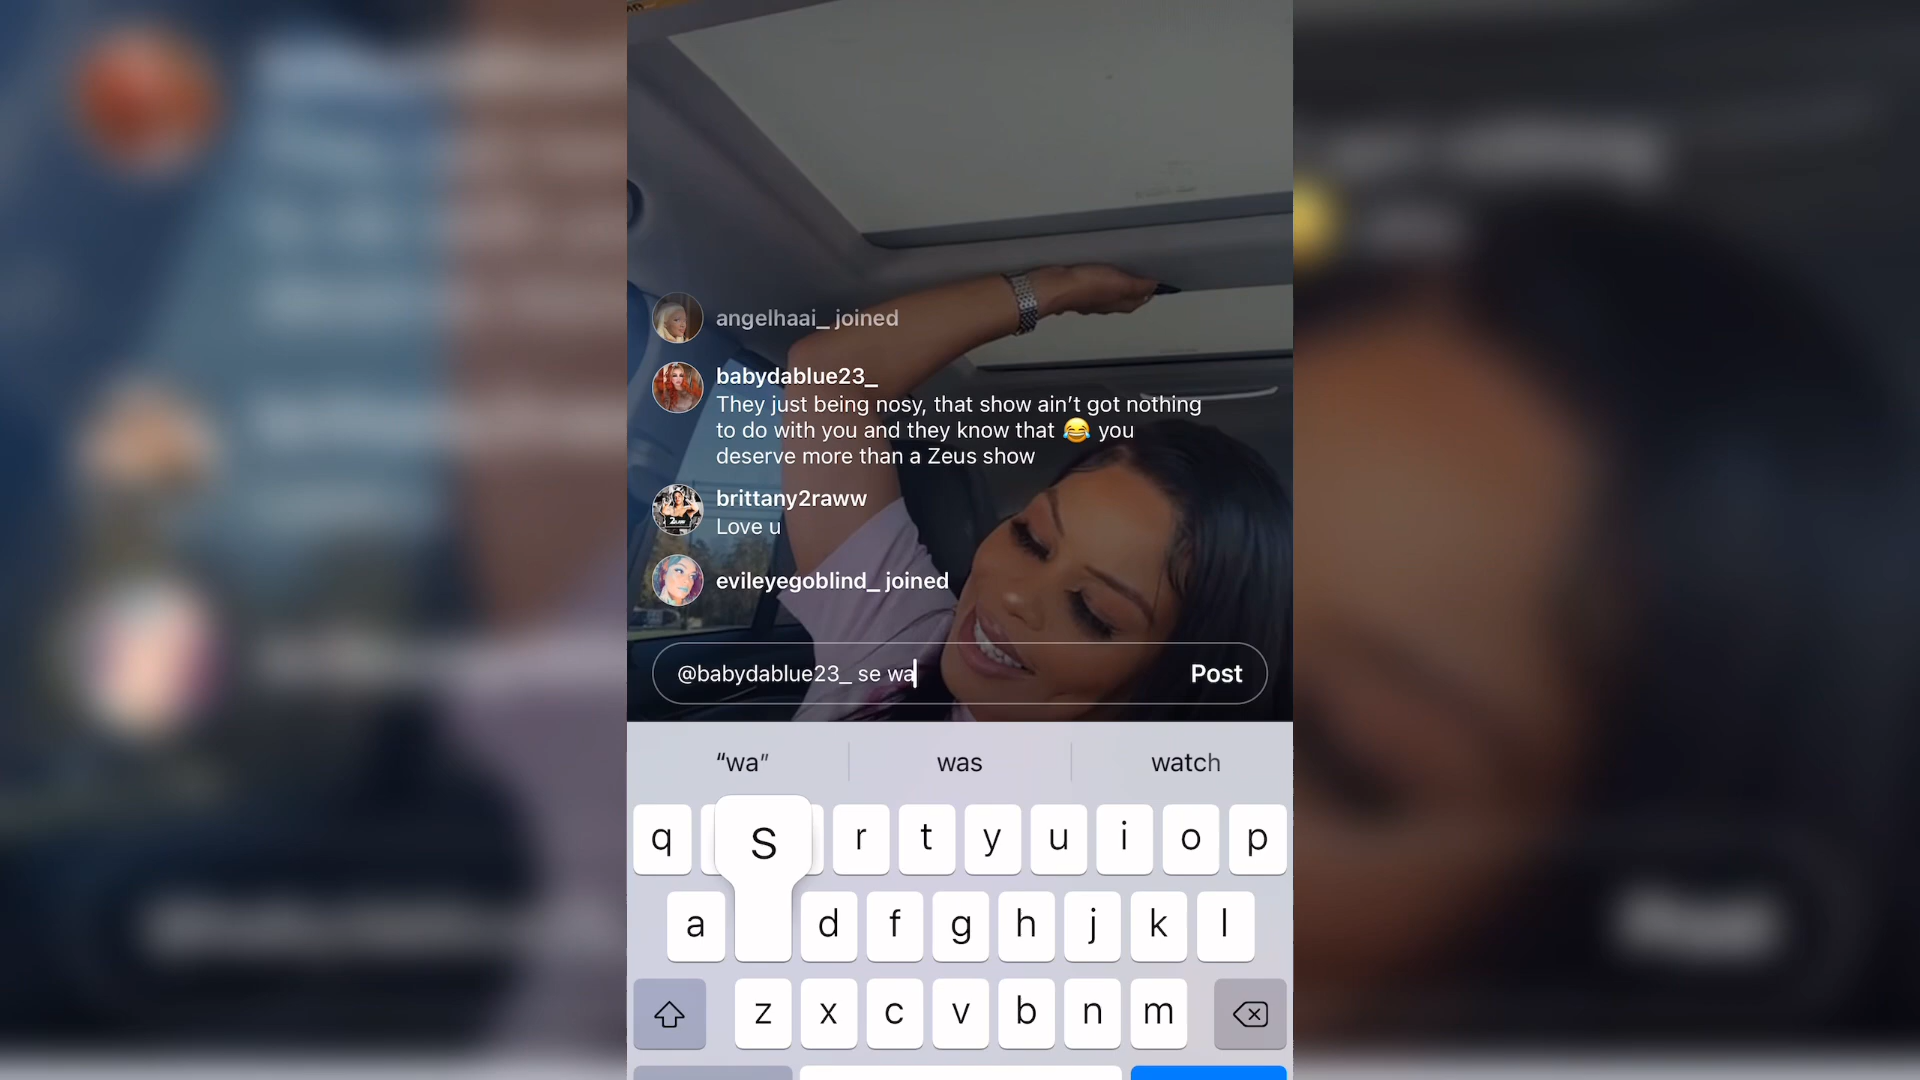 angelhaai_ joined
babydablue23_
They just being nosy, that show ain’t got nothing
to do with you and they know that 😂 you
deserve more than a Zeus show
brittany2raww
Love u
evileyegoblind_ joined
@babydablue23_ se wa
Post
“wa”
was
watch
q
S
r
t
y
u
i
o
p
a
d
f
g
h
j
k
l
z
x
c
v
b
n
m